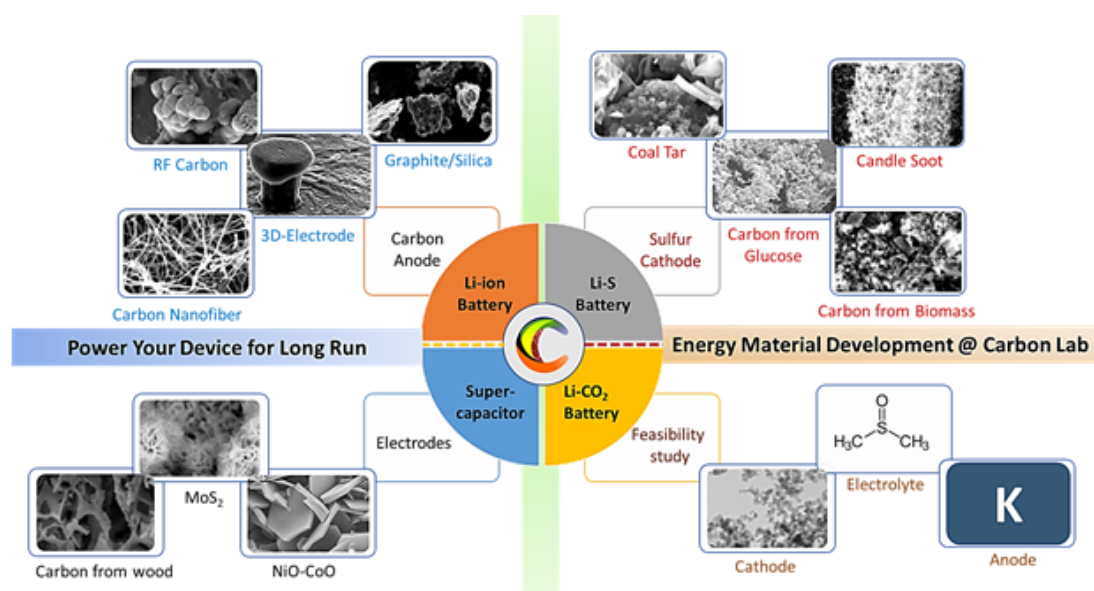 RF Carbon
Graphite/Silica
3D-Electrode
Carbon Nanofiber
Carbon
Anode
Li-ion
Battery
Coal Tar
Candle Soot
Carbon from
Glucose
Carbon from Biomass
Sulfur
Cathode
Li-S
Battery
Power Your Device for Long Run
C
Energy Material Development @ Carbon Lab
Super-
capacitor
Electrodes
MoS₂
Carbon from wood
NiO-CoO
Li-CO₂
Battery
Feasibility
study
O
S
H₃C
CH₃
Electrolyte
Cathode
K
Anode